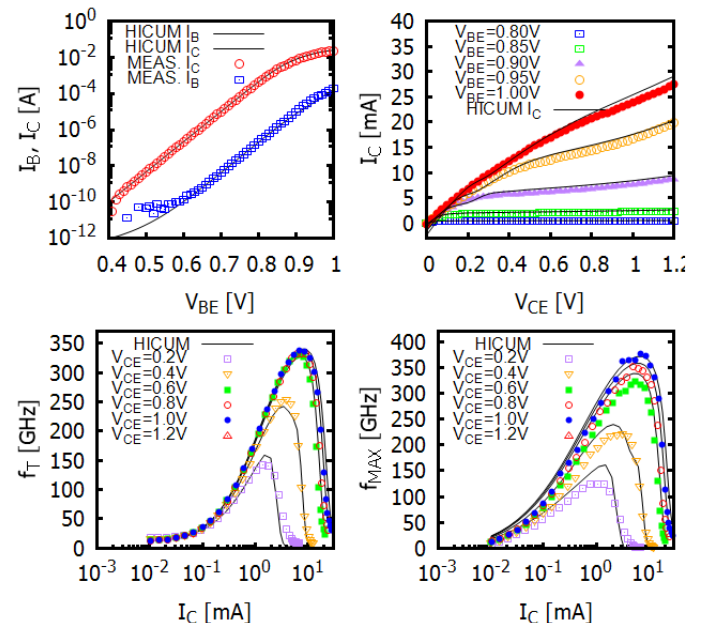 HICUM I_B
HICUM I_C
MEAS. I_C
MEAS. I_B
10^2
10^0
10^-2
10^-4
10^-6
10^-8
10^-10
10^-12
I_B, I_C [A]
0.4 0.5 0.6 0.7 0.8 0.9 1
V_BE [V]
V_BE=0.80V
V_BE=0.85V
V_BE=0.90V
V_BE=0.95V
V_BE=1.00V
HICUM I_C
40
35
30
25
20
15
10
5
0
I_C [mA]
0 0.2 0.4 0.6 0.8 1 1.2
V_CE [V]
HICUM
V_CE=0.2V
V_CE=0.4V
V_CE=0.6V
V_CE=0.8V
V_CE=1.0V
V_CE=1.2V
350
300
250
200
150
100
50
0
f_T [GHz]
10^-3 10^-2 10^-1 10^0 10^1
I_C [mA]
HICUM
V_CE=0.2V
V_CE=0.4V
V_CE=0.6V
V_CE=0.8V
V_CE=1.0V
V_CE=1.2V
400
350
300
250
200
150
100
50
0
f_MAX [GHz]
10^-3 10^-2 10^-1 10^0 10^1
I_C [mA]